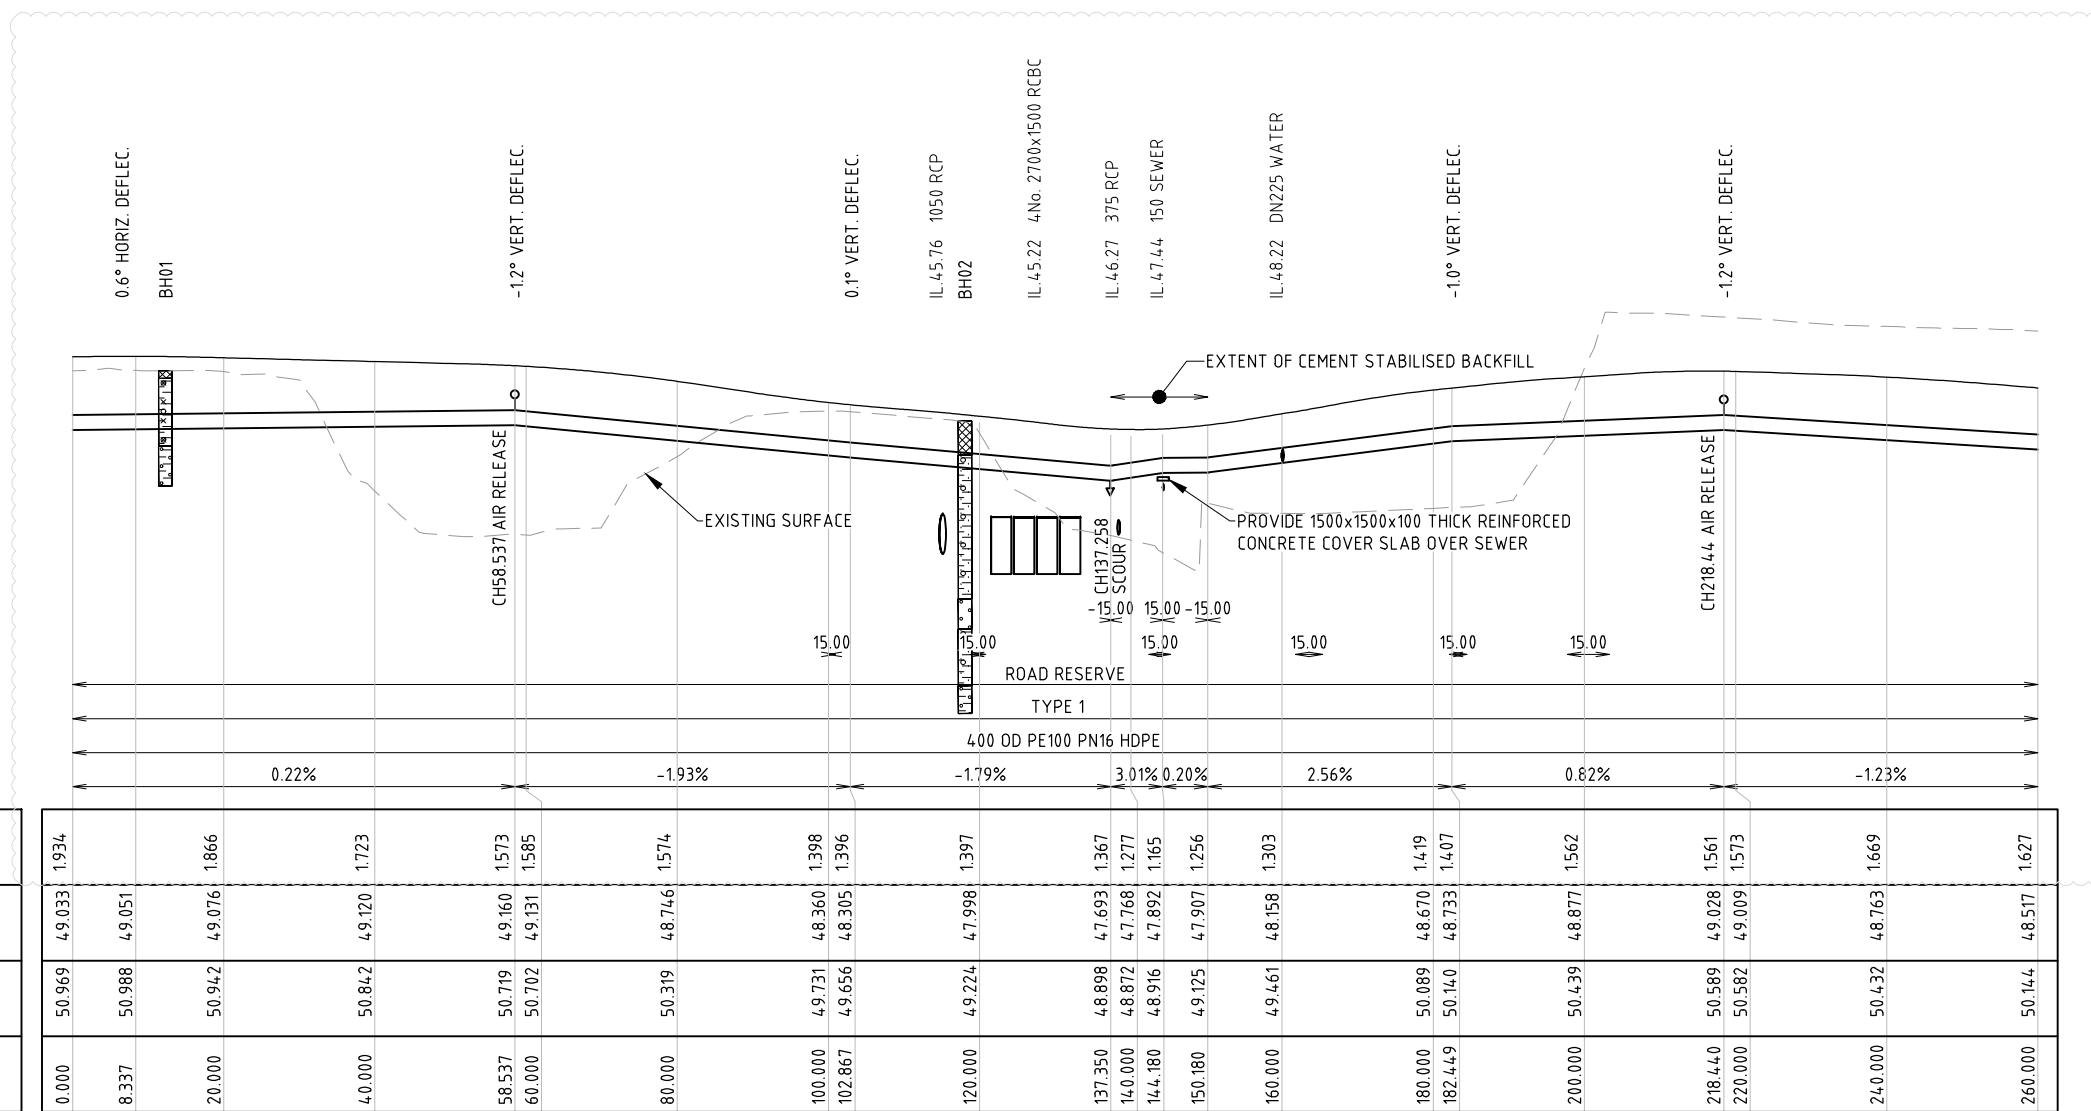 0.6° HORIZ. DEFLEC.
BH01
-1.2° VERT. DEFLEC.
0.1° VERT. DEFLEC.
IL.45.76 1050 RCP
BH02
IL.45.22 4No. 2700x1500 RCBC
IL.46.27 375 RCP
IL.47.44 150 SEWER
IL.48.22 DN225 WATER
-1.0° VERT. DEFLEC.
-1.2° VERT. DEFLEC.
EXTENT OF CEMENT STABILISED BACKFILL
CH58.537 AIR RELEASE
EXISTING SURFACE
CH137.258
SCOUR
PROVIDE 1500x1500x100 THICK REINFORCED
CONCRETE COVER SLAB OVER SEWER
CH218.44 AIR RELEASE
-15.00 15.00 -15.00
15.00 15.00 15.00 15.00 15.00 15.00
ROAD RESERVE
TYPE 1
400 OD PE100 PN16 HDPE
0.22% -1.93% -1.79% 3.01% 0.20% 2.56% 0.82% -1.23%
1.934 1.866 1.723 1.573 1.585 1.574 1.398 1.396 1.397 1.367 1.277 1.165 1.256 1.303 1.419 1.407 1.562 1.561 1.573 1.669 1.627
49.033 49.051 49.076 49.120 49.160 49.131 48.746 48.360 48.305 47.998 47.693 47.768 47.892 47.907 48.158 48.670 48.733 48.877 49.028 49.009 48.763 48.517
50.969 50.988 50.942 50.842 50.719 50.702 50.319 49.731 49.656 49.224 48.898 48.872 48.916 49.125 49.461 50.089 50.140 50.439 50.589 50.582 50.432 50.144
0.000 8.337 20.000 40.000 58.537 60.000 80.000 100.000 102.867 120.000 137.350 140.000 144.180 150.180 160.000 180.000 182.449 200.000 218.440 220.000 240.000 260.000